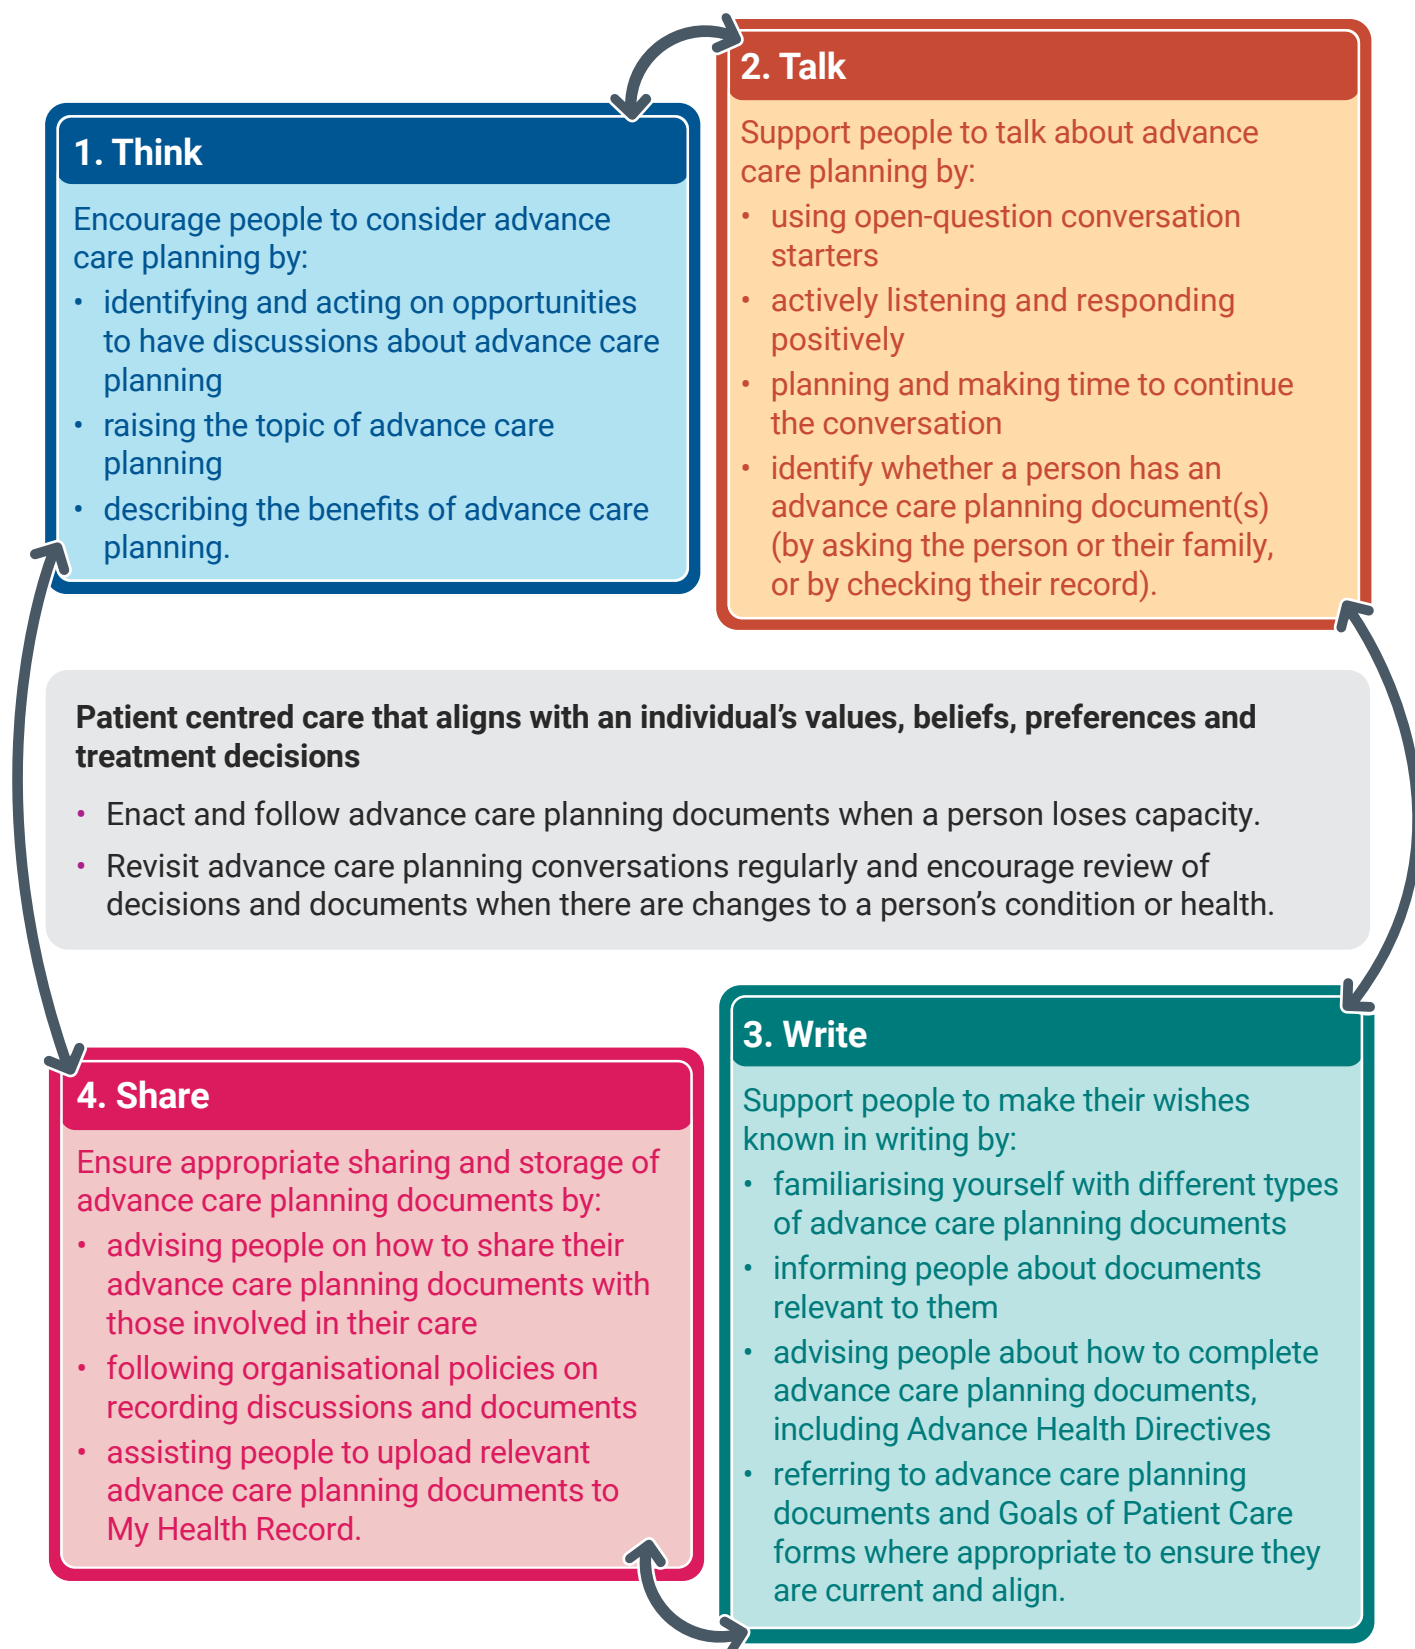 1. Think
Encourage people to consider advance
care planning by:
• identifying and acting on opportunities
to have discussions about advance care
planning
• raising the topic of advance care
planning
• describing the benefits of advance care
planning.
2. Talk
Support people to talk about advance
care planning by:
• using open-question conversation
starters
• actively listening and responding
positively
• planning and making time to continue
the conversation
• identify whether a person has an
advance care planning document(s)
(by asking the person or their family,
or by checking their record).
Patient centred care that aligns with an individual’s values, beliefs, preferences and
treatment decisions
• Enact and follow advance care planning documents when a person loses capacity.
• Revisit advance care planning conversations regularly and encourage review of
decisions and documents when there are changes to a person’s condition or health.
3. Write
Support people to make their wishes
known in writing by:
• familiarising yourself with different types
of advance care planning documents
• informing people about documents
relevant to them
• advising people about how to complete
advance care planning documents,
including Advance Health Directives
• referring to advance care planning
documents and Goals of Patient Care
forms where appropriate to ensure they
are current and align.
4. Share
Ensure appropriate sharing and storage of
advance care planning documents by:
• advising people on how to share their
advance care planning documents with
those involved in their care
• following organisational policies on
recording discussions and documents
• assisting people to upload relevant
advance care planning documents to
My Health Record.